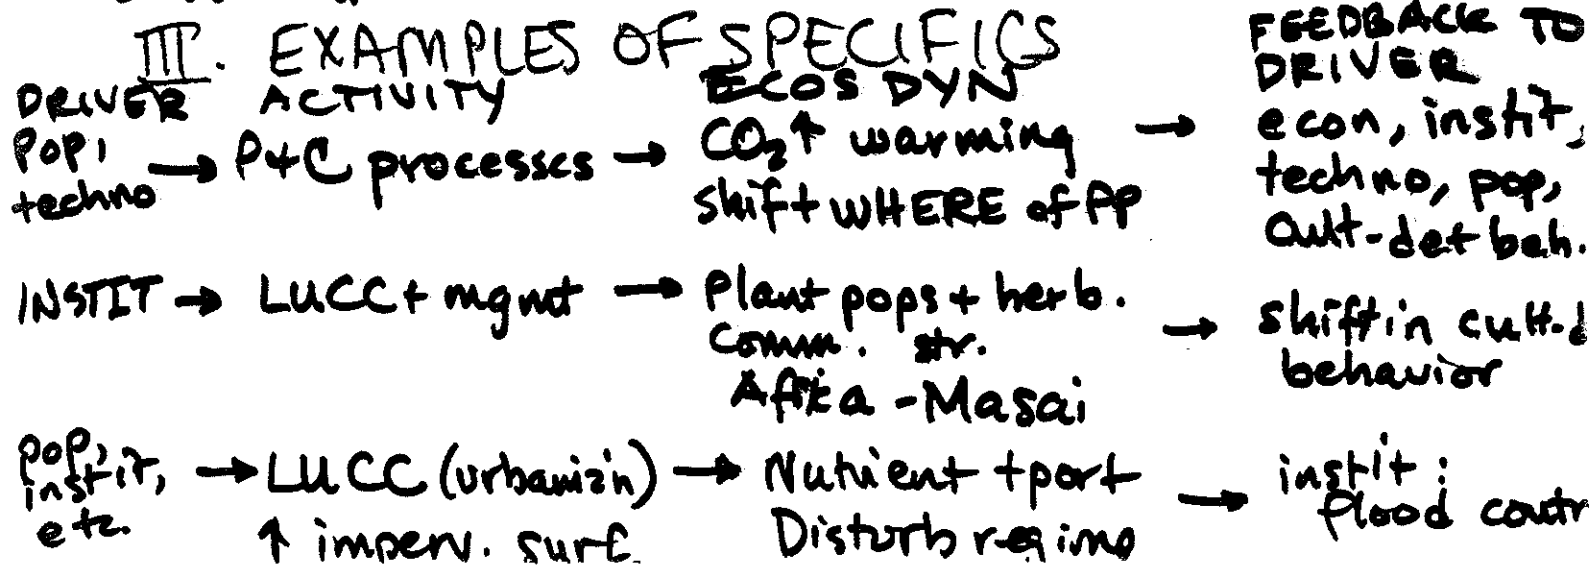 III. EXAMPLES OF SPECIFICS
DRIVER ACTIVITY ECOS DYN FEEDBACK TO DRIVER
pop, techno → P+C processes → CO₂↑ warming → econ, instit,
shift WHERE of PP techno, pop,
Cult-det beh.
INSTIT → LUCC + mgmt → Plant pops + herb.
Comm. str. → shift in cult-d
Afrika - Masai behavior
pop, instit, etc. → LUCC (urbaniz'n) → Nutrient tport → instit:
↑ imperv. surf. Disturb regime flood contr